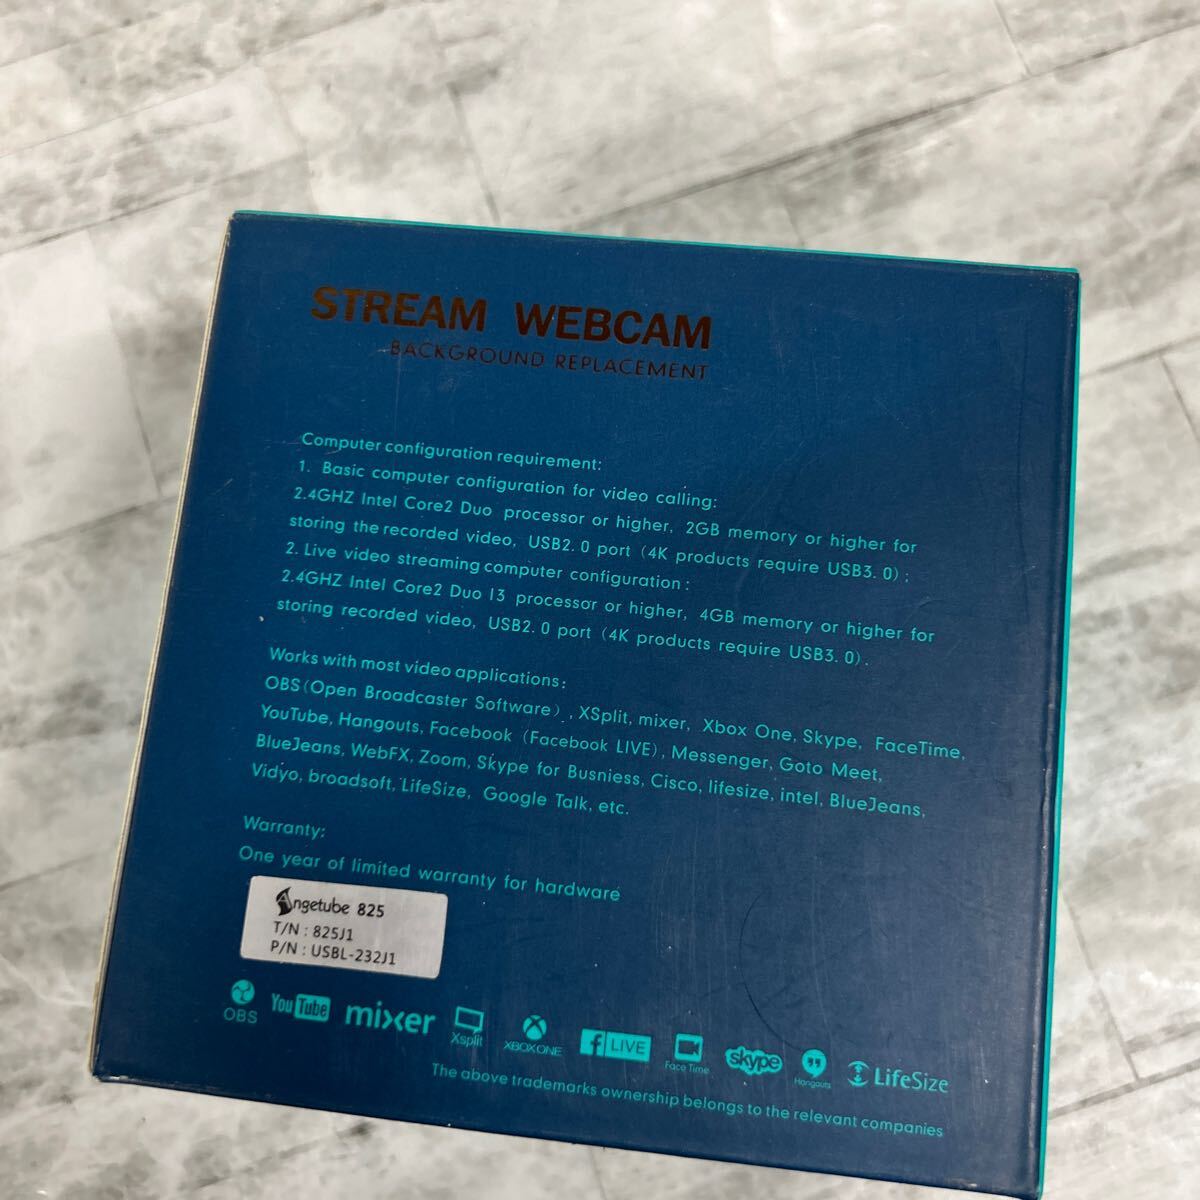 STREAM WEBCAM
BACKGROUND REPLACEMENT
Computer configuration requirement:
1. Basic computer configuration for video calling:
2.4GHZ Intel Core2 Duo processor or higher, 2GB memory or higher for
storing the recorded video, USB2.0 port (4K products require USB3.0);
2. Live video streaming computer configuration:
2.4GHZ Intel Core2 Duo I3 processor or higher, 4GB memory or higher for
storing recorded video, USB2.0 port (4K products require USB3.0).
Works with most video applications:
OBS(Open Broadcaster Software), XSplit, mixer, Xbox One, Skype, FaceTime,
YouTube, Hangouts, Facebook (Facebook LIVE), Messenger, Goto Meet,
BlueJeans, WebFX, Zoom, Skype for Busniess, Cisco, lifesize, intel, BlueJeans,
Vidyo, broadsoft, LifeSize, Google Talk, etc.
Warranty:
One year of limited warranty for hardware
Angetube 825
T/N : 825J1
P/N : USBL-232J1
OBS
YouTube
mixer
Xsplit
XBOX ONE
f LIVE
Face Time
skype
Hangouts
LifeSize
The above trademarks ownership belongs to the relevant companies